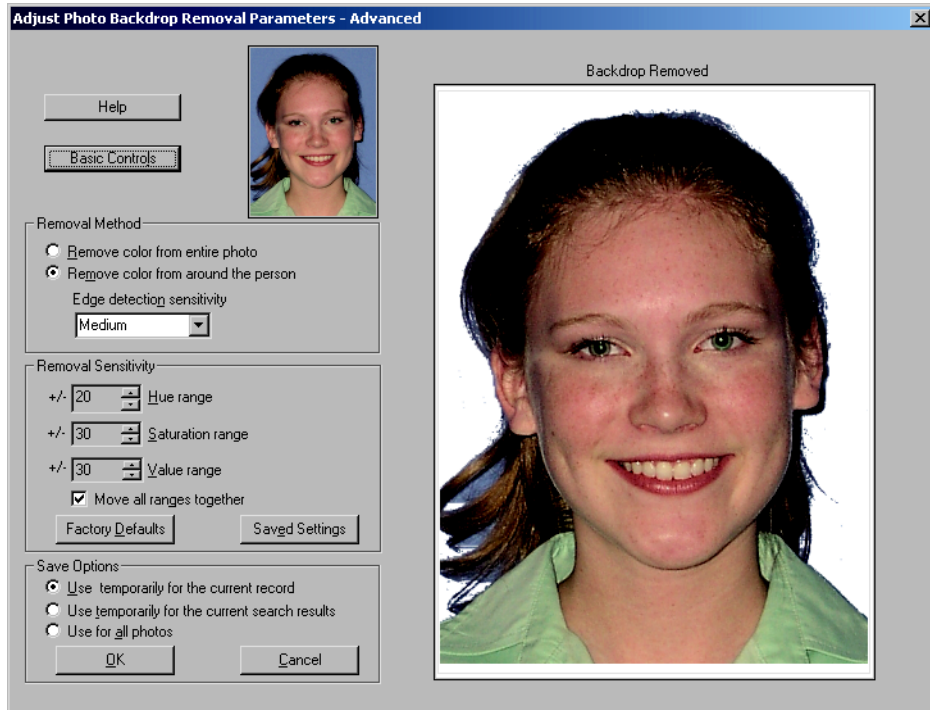 Adjust Photo Backdrop Removal Parameters - Advanced
Help
Basic Controls
Backdrop Removed
Removal Method
Remove color from entire photo
Remove color from around the person
Edge detection sensitivity
Medium
Removal Sensitivity
+/- 20 Hue range
+/- 30 Saturation range
+/- 30 Value range
Move all ranges together
Factory Defaults
Saved Settings
Save Options
Use temporarily for the current record
Use temporarily for the current search results
Use for all photos
OK
Cancel